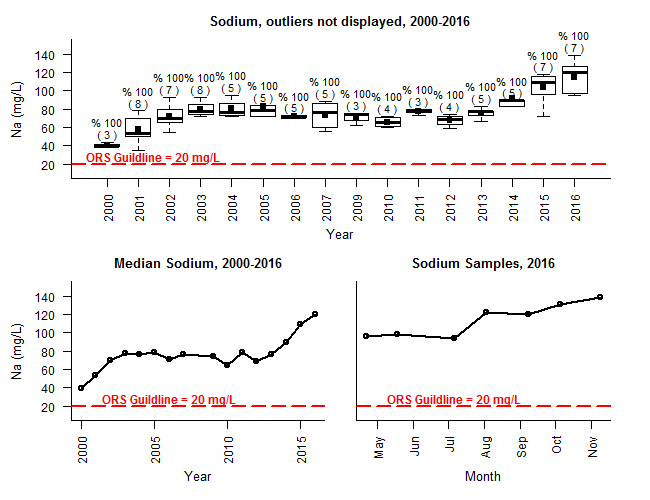 Sodium, outliers not displayed, 2000-2016
Na (mg/L)
140
120
100
80
60
40
20
% 100
( 3 )
% 100
( 8 )
% 100
( 7 )
% 100
( 8 )
% 100
( 5 )
% 100
( 5 )
% 100
( 6 )
% 100
( 5 )
% 100
( 3 )
% 100
( 4 )
% 100
( 3 )
% 100
( 4 )
% 100
( 5 )
% 100
( 5 )
% 100
( 7 )
% 100
( 7 )
ORS Guildline = 20 mg/L
2000
2001
2002
2003
2004
2005
2006
2007
2009
2010
2011
2012
2013
2014
2015
2016
Year
Median Sodium, 2000-2016
Na (mg/L)
140
120
100
80
60
40
20
ORS Guildline = 20 mg/L
2000
2005
2010
2015
Year
Sodium Samples, 2016
ORS Guildline = 20 mg/L
May
Jun
Jul
Aug
Sep
Oct
Nov
Month